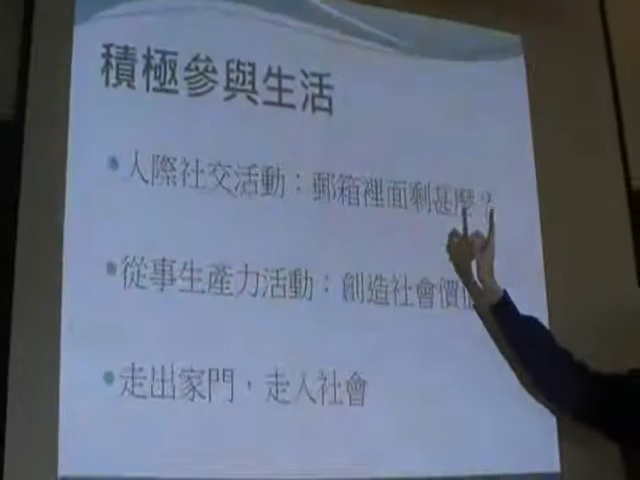 積極參與生活
人際社交活動：郵箱裡面剩甚麼？
從事生產力活動：創造社會價
走出家門，走入社會